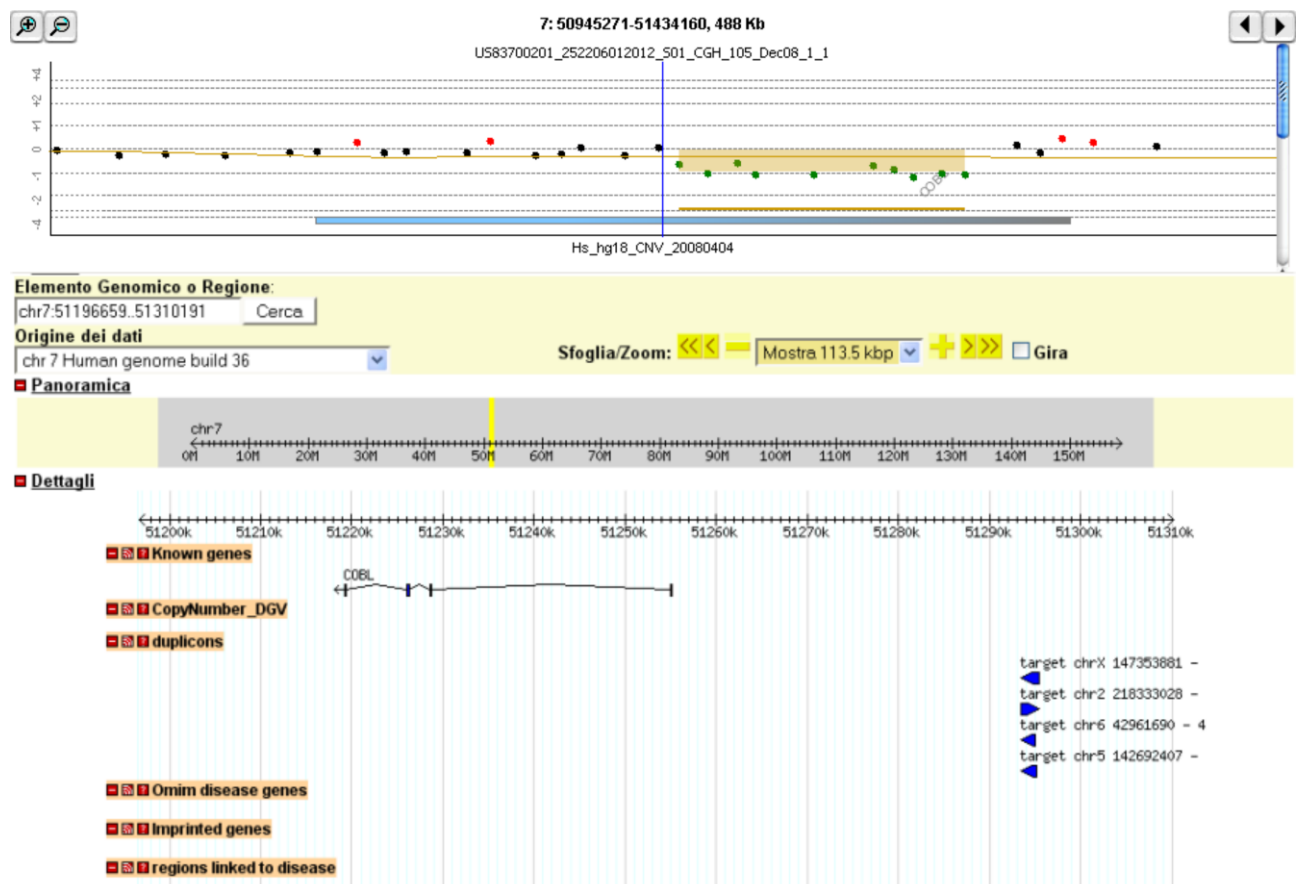 7: 50945271-51434160, 488 Kb
US83700201_252206012012_S01_CGH_105_Dec08_1_1
+4
+2
+1
0
-1
-2
-4
COBL
Hs_hg18_CNV_20080404
Elemento Genomico o Regione:
chr7:51196659..51310191 Cerca
Origine dei dati
chr 7 Human genome build 36
Sfoglia/Zoom: << < Mostra 113.5 kbp > >> Gira
Panoramica
chr7
0M 10M 20M 30M 40M 50M 60M 70M 80M 90M 100M 110M 120M 130M 140M 150M
Dettagli
51200k 51210k 51220k 51230k 51240k 51250k 51260k 51270k 51280k 51290k 51300k 51310k
Known genes
COBL
CopyNumber_DGV
duplicons
target chrX 147353881 -
target chr2 218333028 -
target chr6 42961690 - 4
target chr5 142692407 -
Omim disease genes
Imprinted genes
regions linked to disease